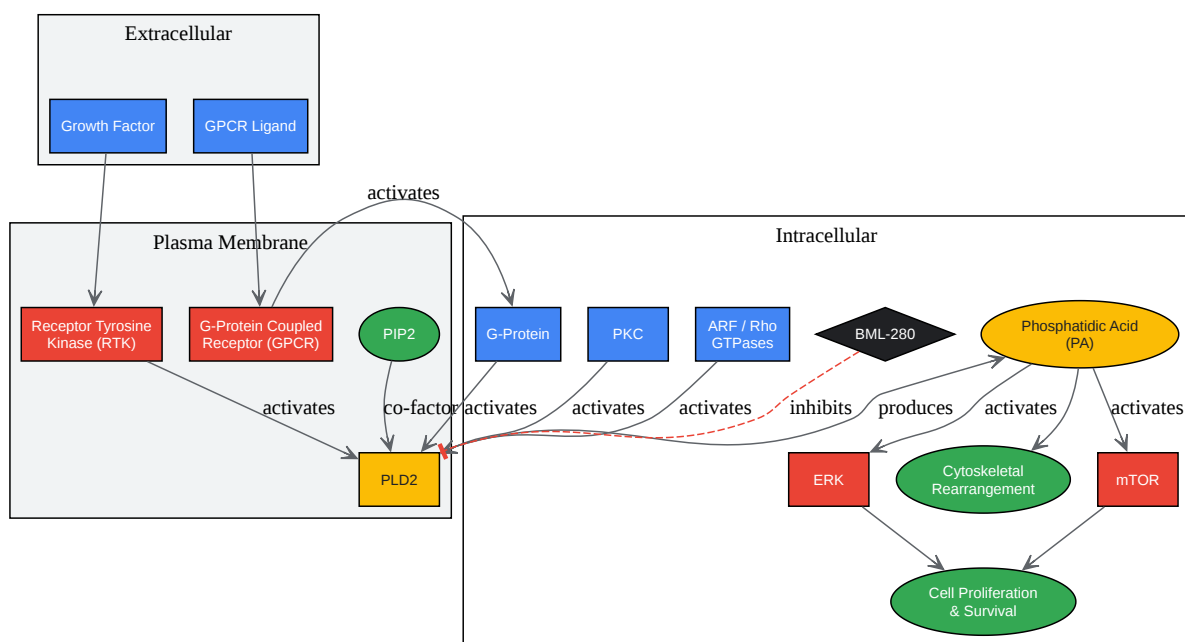 Extracellular
Growth Factor
GPCR Ligand
activates
Plasma Membrane
Intracellular
Receptor Tyrosine
Kinase (RTK)
G-Protein Coupled
Receptor (GPCR)
PIP2
G-Protein
PKC
ARF / Rho
GTPases
BML-280
Phosphatidic Acid
(PA)
activates
co-factor
activates
activates
activates
inhibits
produces
activates
activates
PLD2
ERK
Cytoskeletal
Rearrangement
mTOR
Cell Proliferation
& Survival